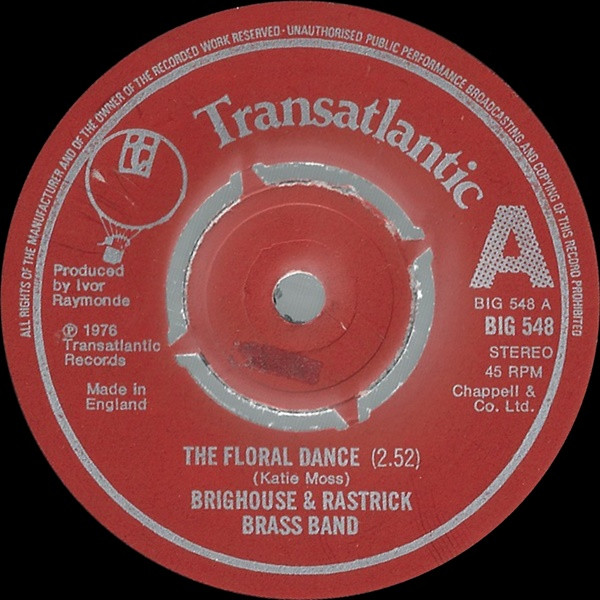 ALL RIGHTS OF THE MANUFACTURER AND OF THE OWNER OF THE RECORDED WORK RESERVED · UNAUTHORISED PUBLIC PERFORMANCE BROADCASTING AND COPYING OF THIS RECORD PROHIBITED
Transatlantic
A
Produced
by Ivor
Raymonde
℗ 1976
Transatlantic
Records
Made in
England
BIG 548 A
BIG 548
STEREO
45 RPM
Chappell &
Co. Ltd.
THE FLORAL DANCE (2.52)
(Katie Moss)
BRIGHOUSE & RASTRICK
BRASS BAND